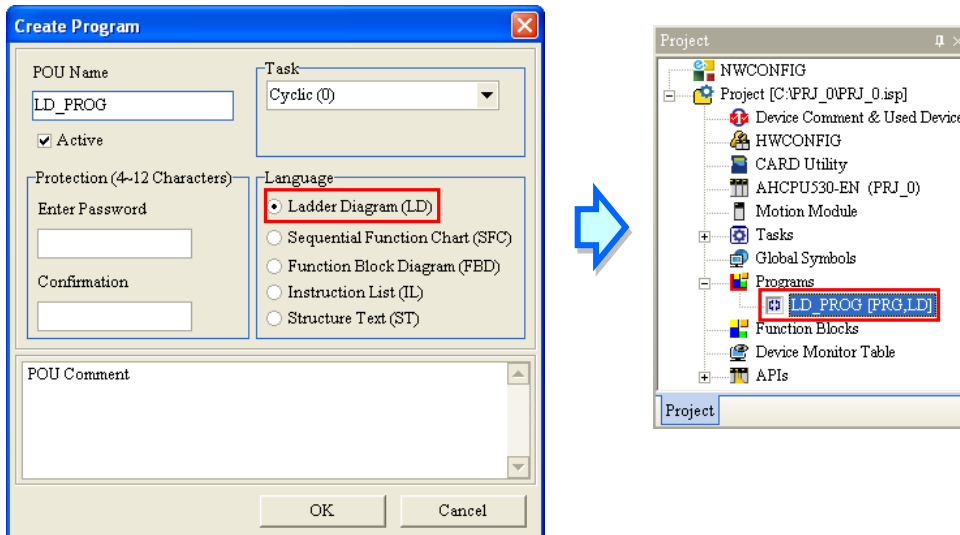 Create Program
POU Name
LD_PROG
Active
Task
Cyclic (0)
Protection (4~12 Characters)
Enter Password
Confirmation
Language
Ladder Diagram (LD)
Sequential Function Chart (SFC)
Function Block Diagram (FBD)
Instruction List (IL)
Structure Text (ST)
POU Comment
OK
Cancel
Project
NWCONFIG
Project [C:\PRJ_0\PRJ_0.isp]
Device Comment & Used Device
HWCONFIG
CARD Utility
AHCPU530-EN (PRJ_0)
Motion Module
Tasks
Global Symbols
Programs
LD_PROG [PRG,LD]
Function Blocks
Device Monitor Table
APIs
Project